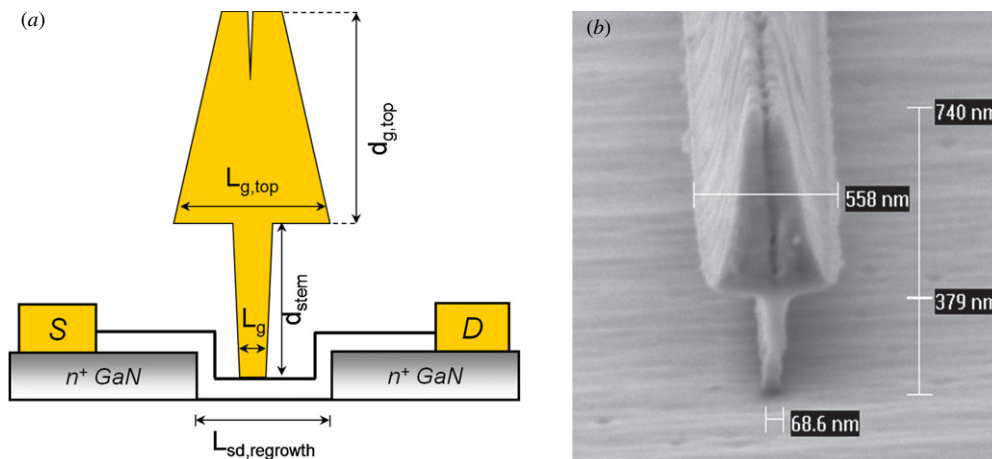 (a)
d_g,top
L_g,top
d_stem
L_g
S
D
n⁺ GaN
n⁺ GaN
L_sd,regrowth
(b)
740 nm
558 nm
379 nm
68.6 nm